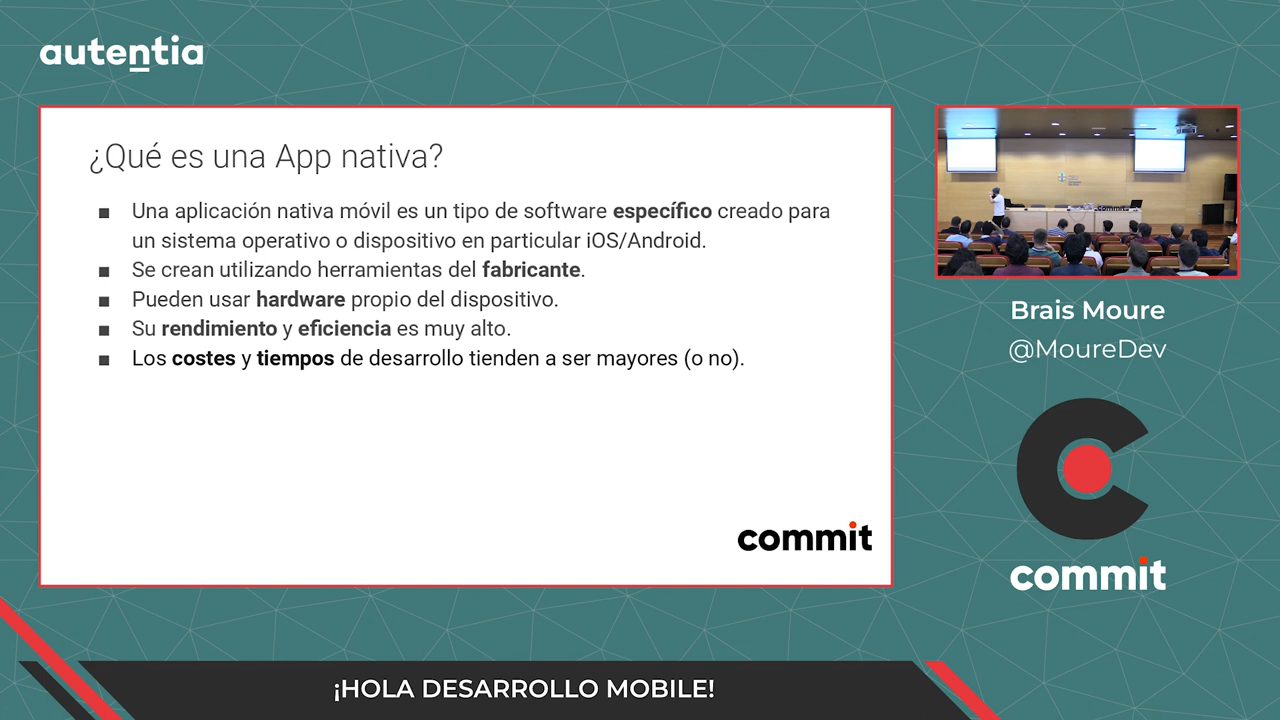 autentia
¿Qué es una App nativa?
■ Una aplicación nativa móvil es un tipo de software específico creado para
un sistema operativo o dispositivo en particular iOS/Android.
■ Se crean utilizando herramientas del fabricante.
■ Pueden usar hardware propio del dispositivo.
■ Su rendimiento y eficiencia es muy alto.
■ Los costes y tiempos de desarrollo tienden a ser mayores (o no).
commit
commit
Brais Moure
@MoureDev
commit
¡HOLA DESARROLLO MOBILE!